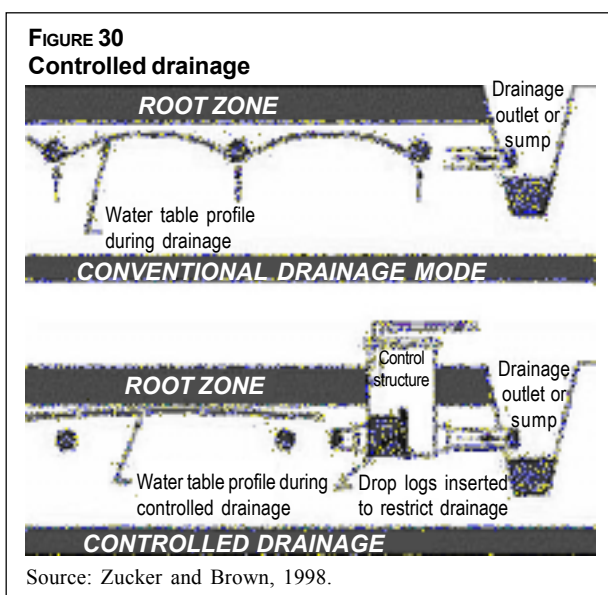 FIGURE 30
Controlled drainage
ROOT ZONE
Drainage
outlet or
sump
Water table profile
during drainage
CONVENTIONAL DRAINAGE MODE
Control
structure
ROOT ZONE
Drainage
outlet or
sump
Water table profile during
controlled drainage
Drop logs inserted
to restrict drainage
CONTROLLED DRAINAGE
Source: Zucker and Brown, 1998.